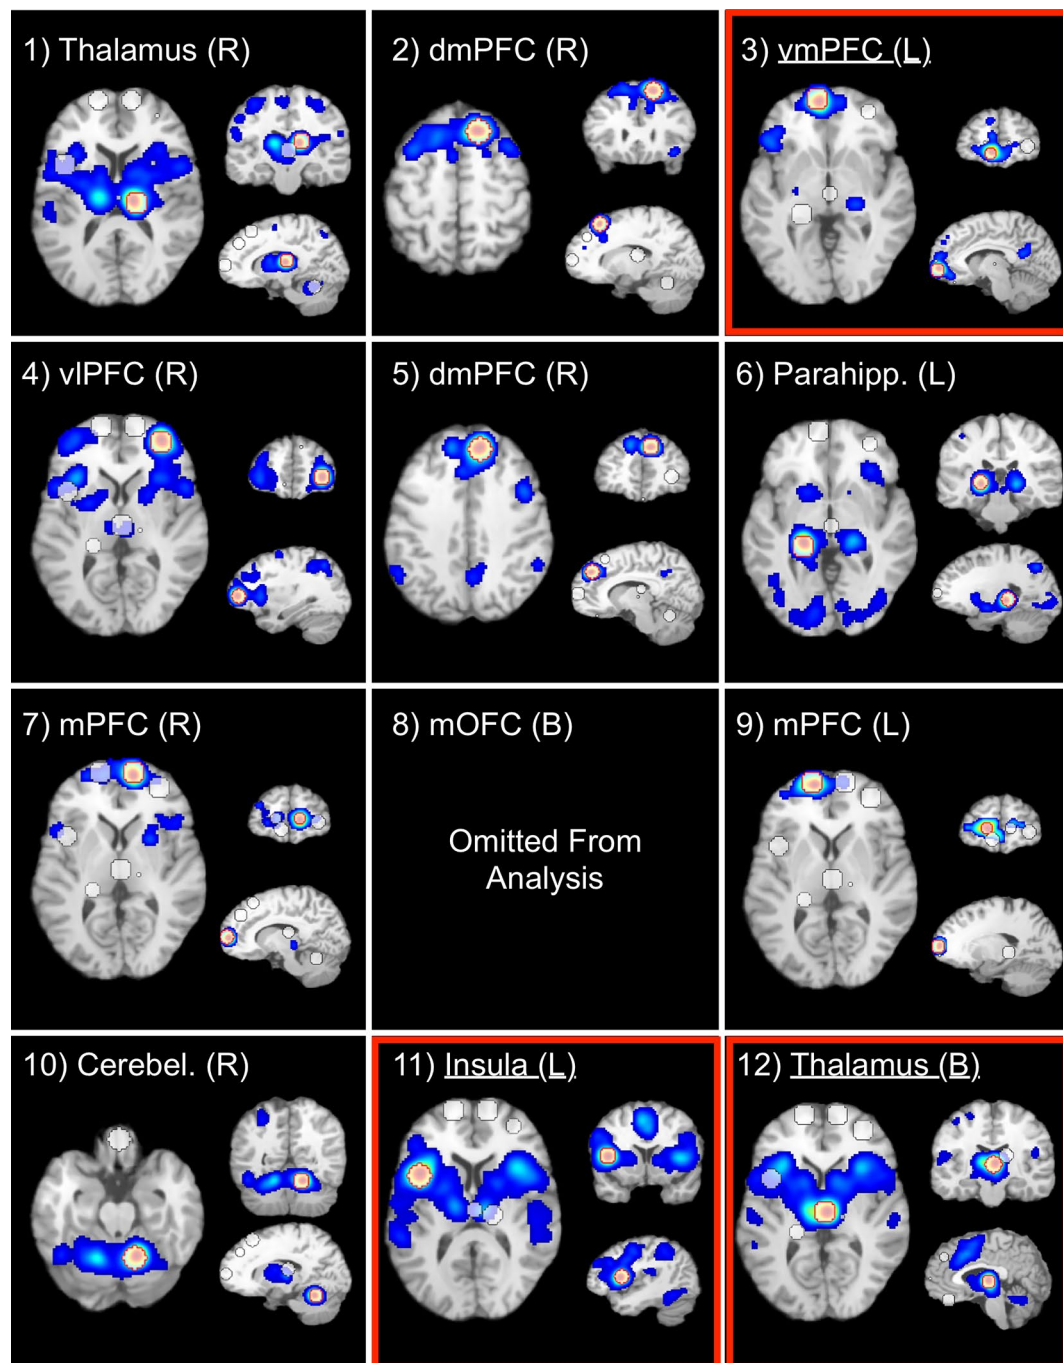 1) Thalamus (R)
2) dmPFC (R)
3) vmPFC (L)
4) vlPFC (R)
5) dmPFC (R)
6) Parahipp. (L)
7) mPFC (R)
8) mOFC (B)
Omitted From
Analysis
9) mPFC (L)
10) Cerebel. (R)
11) Insula (L)
12) Thalamus (B)